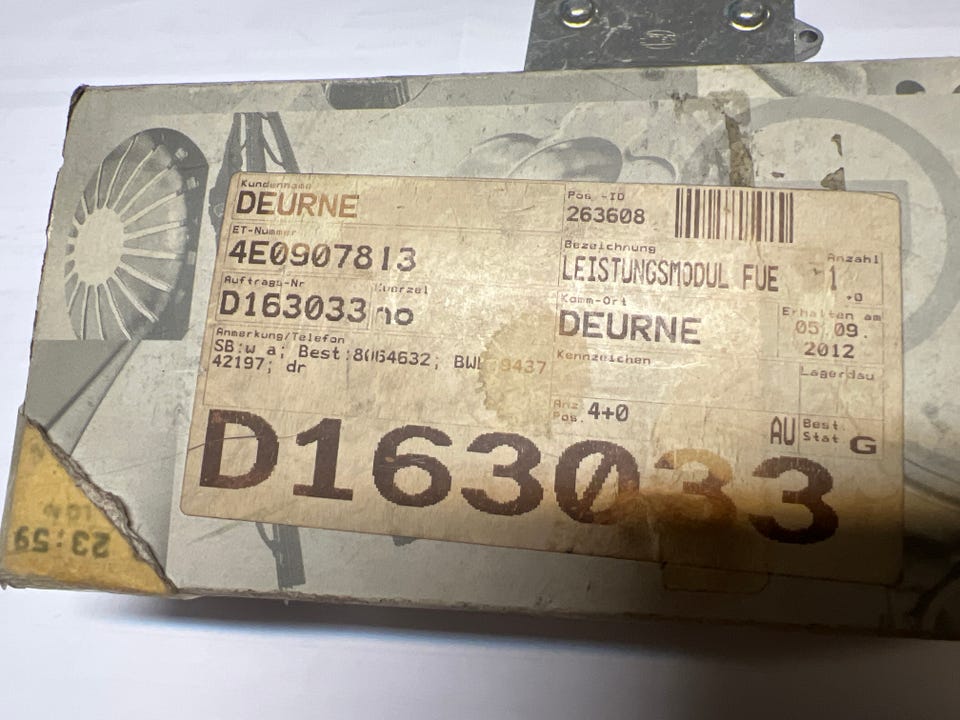 Kundenname
DEURNE
Pos.-ID
263608
ET-Nummer
4E0907813
Bezeichnung
LEISTUNGSMODUL FUE
Anzahl
1
+0
Auftrags-Nr
Kuerzel
D163033
no
Komm-Ort
DEURNE
Erhalten am
05.09.
2012
Anmerkung/Telefon
SB:w a; Best:8064632;
42197; dr
Kennzeichen
Anz
Pos.
4+0
AU
Best.
Stat
G
D163033
23:59